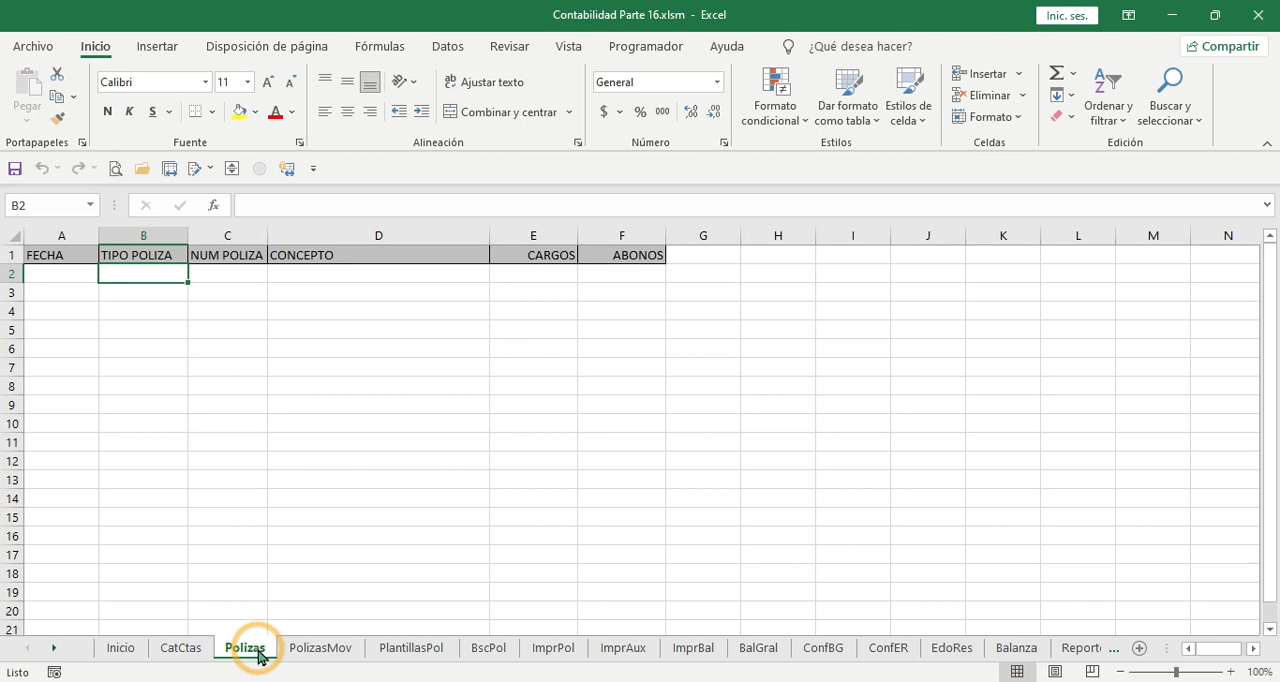 Contabilidad Parte 16.xlsm - Excel
Inic. ses.
Archivo Inicio Insertar Disposición de página Fórmulas Datos Revisar Vista Programador Ayuda ¿Qué desea hacer? Compartir
Pegar
Calibri 11
N K S
Ajustar texto
Combinar y centrar
General
$ % 000
Formato condicional
Dar formato como tabla
Estilos de celda
Insertar
Eliminar
Formato
Ordenar y filtrar
Buscar y seleccionar
Portapapeles Fuente Alineación Número Estilos Celdas Edición
B2 fx
A B C D E F G H I J K L M N
1 FECHA TIPO POLIZA NUM POLIZA CONCEPTO CARGOS ABONOS
2
3
4
5
6
7
8
9
10
11
12
13
14
15
16
17
18
19
20
21
Inicio CatCtas Polizas PolizasMov PlantillasPol BscPol ImprPol ImprAux ImprBal BalGral ConfBG ConfER EdoRes Balanza Report ...
Listo 100%